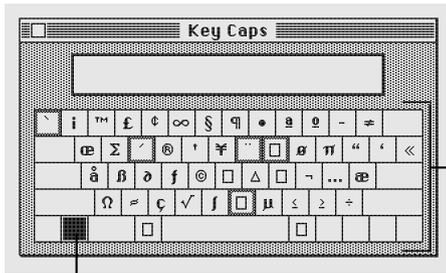 Key Caps
` ¡ ™ £ ¢ ∞ § ¶ • ª º – ≠
œ Σ ´ ® † ¥ ¨ ø π “ ‘ «
å ß ∂ ƒ © ∆ ¬ … æ
Ω ≈ ç √ ∫ µ ≤ ≥ ÷